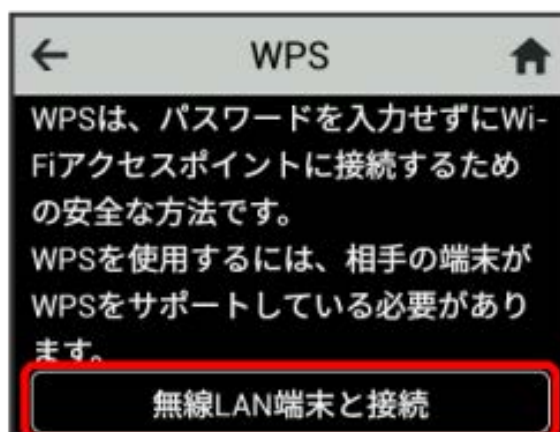 WPS
WPSは、パスワードを入力せずにWi-
Fiアクセスポイントに接続するため
の安全な方法です。
WPSを使用するには、相手の端末が
WPSをサポートしている必要があり
ます。
無線LAN端末と接続